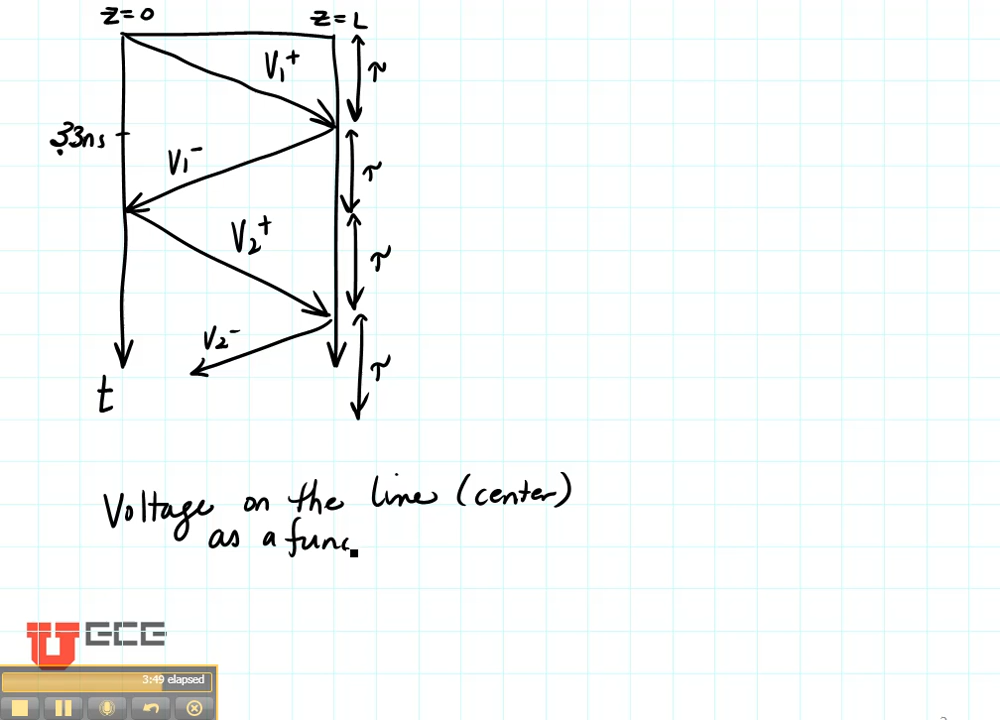 z=0 z=L
V₁⁺ τ
.33ns
V₁⁻ τ
V₂⁺ τ
V₂⁻ τ
t
Voltage on the line (center)
as a func
U ECE
3:49 elapsed